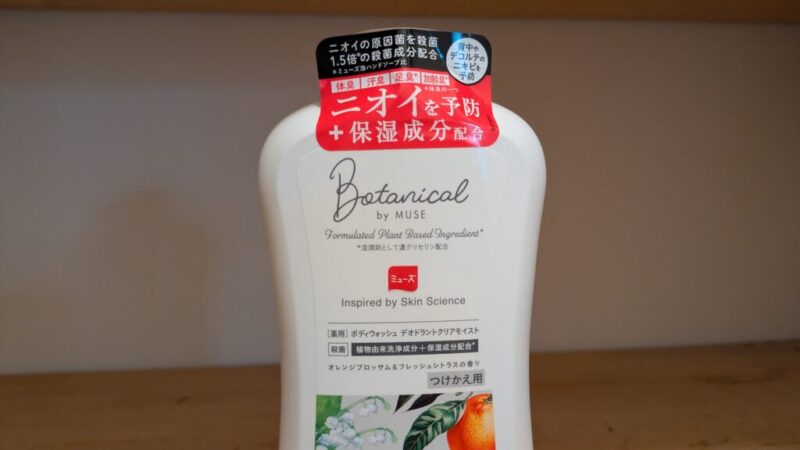 ニオイの原因菌を殺菌
1.5倍*の殺菌成分配合
*ミューズ泡ハンドソープ比
背中や
デコルテの
ニキビを
予防
体臭 汗臭 足臭* 加齢臭*
*体臭の一つ
ニオイを予防
+保湿成分配合
Botanical
by MUSE
Formulated Plant Based Ingredient*
*湿潤剤として濃グリセリン配合
ミューズ
Inspired by Skin Science
[薬用] ボディウォッシュ デオドラントクリアモイスト
殺菌 植物由来洗浄成分+保湿成分配合*
オレンジブロッサム&フレッシュシトラスの香り
つけかえ用